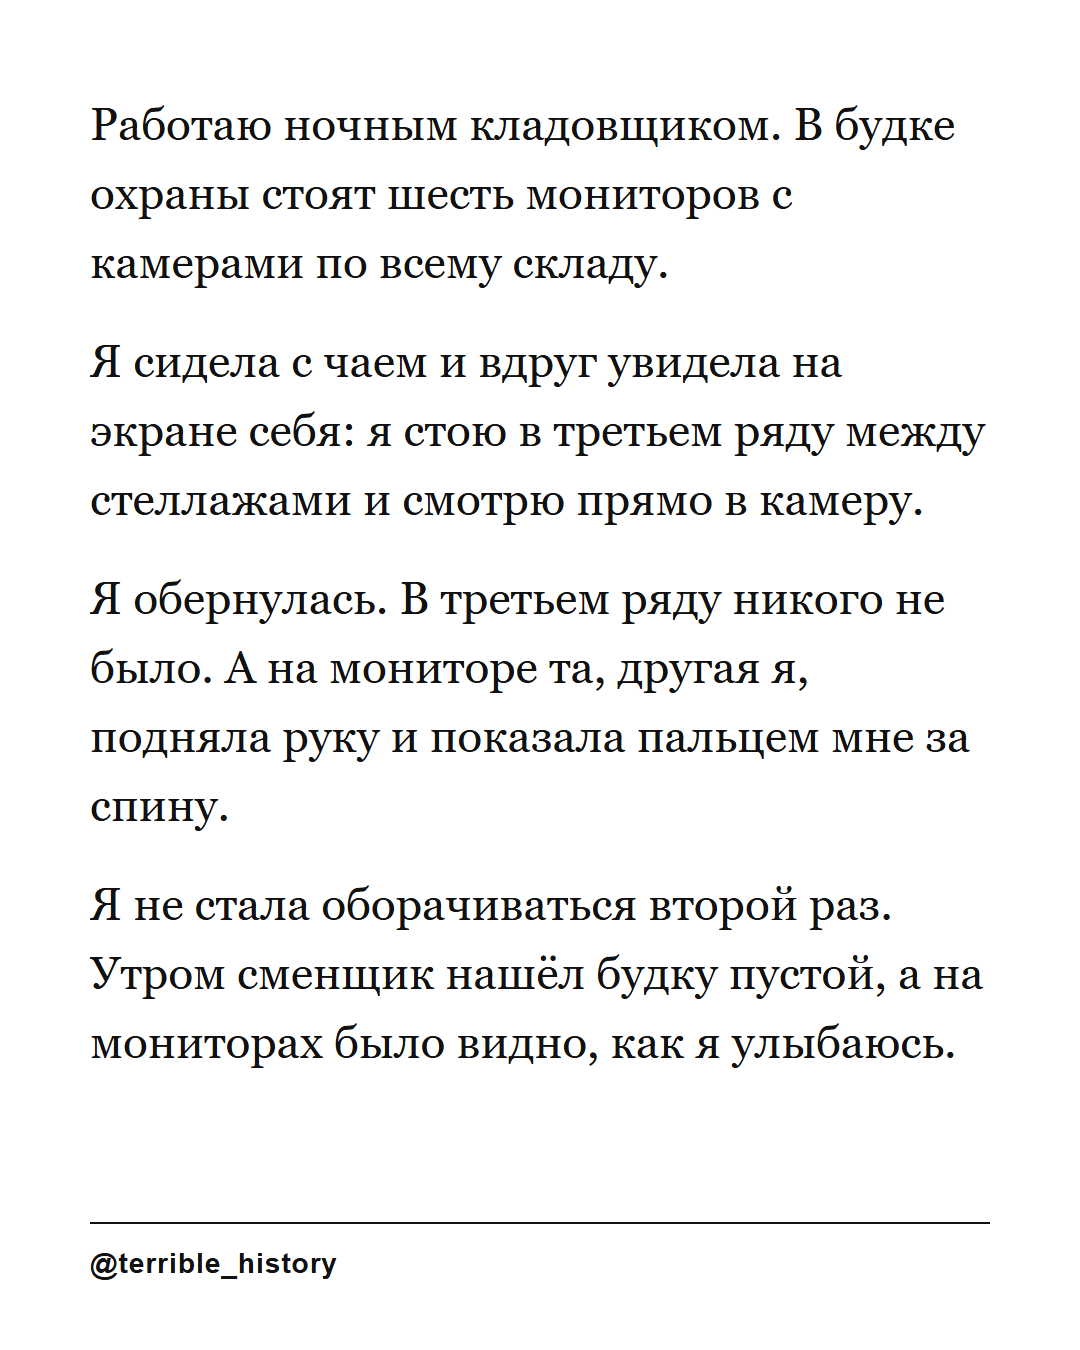 Работаю ночным кладовщиком. В будке
охраны стоят шесть мониторов с
камерами по всему складу.
Я сидела с чаем и вдруг увидела на
экране себя: я стою в третьем ряду между
стеллажами и смотрю прямо в камеру.
Я обернулась. В третьем ряду никого не
было. А на мониторе та, другая я,
подняла руку и показала пальцем мне за
спину.
Я не стала оборачиваться второй раз.
Утром сменщик нашёл будку пустой, а на
мониторах было видно, как я улыбаюсь.
@terrible_history